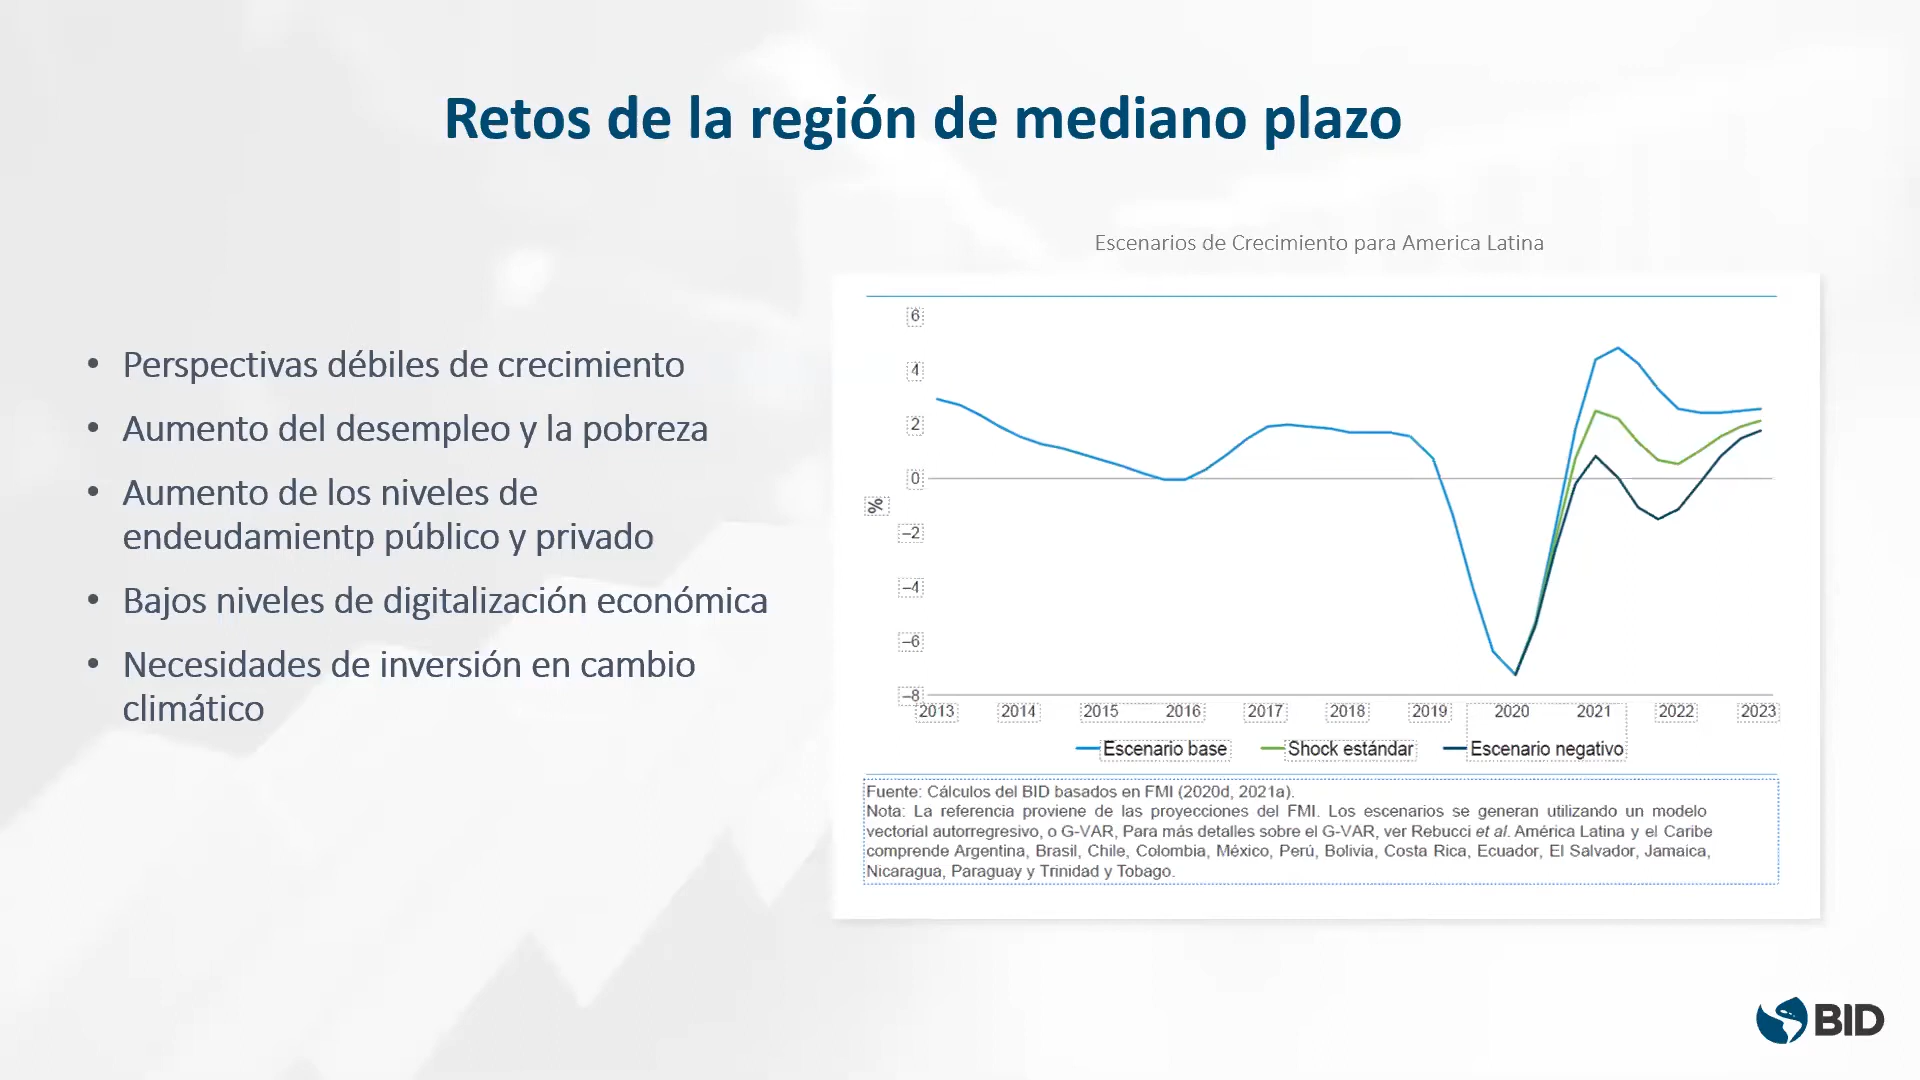 Retos de la región de mediano plazo
• Perspectivas débiles de crecimiento
• Aumento del desempleo y la pobreza
• Aumento de los niveles de
endeudamientp público y privado
• Bajos niveles de digitalización económica
• Necesidades de inversión en cambio
climático
Escenarios de Crecimiento para America Latina
6
4
2
0
%
–2
–4
–6
–8
2013 2014 2015 2016 2017 2018 2019 2020 2021 2022 2023
Escenario base Shock estándar Escenario negativo
Fuente: Cálculos del BID basados en FMI (2020d, 2021a).
Nota: La referencia proviene de las proyecciones del FMI. Los escenarios se generan utilizando un modelo
vectorial autorregresivo, o G-VAR, Para más detalles sobre el G-VAR, ver Rebucci et al. América Latina y el Caribe
comprende Argentina, Brasil, Chile, Colombia, México, Perú, Bolivia, Costa Rica, Ecuador, El Salvador, Jamaica,
Nicaragua, Paraguay y Trinidad y Tobago.
BID